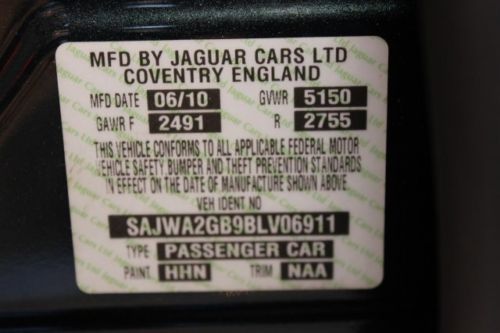 MFD BY JAGUAR CARS LTD
COVENTRY ENGLAND
MFD DATE 06/10 GVWR 5150
GAWR F 2491 R 2755
THIS VEHICLE CONFORMS TO ALL APPLICABLE FEDERAL MOTOR
VEHICLE SAFETY BUMPER AND THEFT PREVENTION STANDARDS
IN EFFECT ON THE DATE OF MANUFACTURE SHOWN ABOVE.
VEH IDENT NO
SAJWA2GB9BLV06911
TYPE PASSENGER CAR
PAINT HHN TRIM NAA